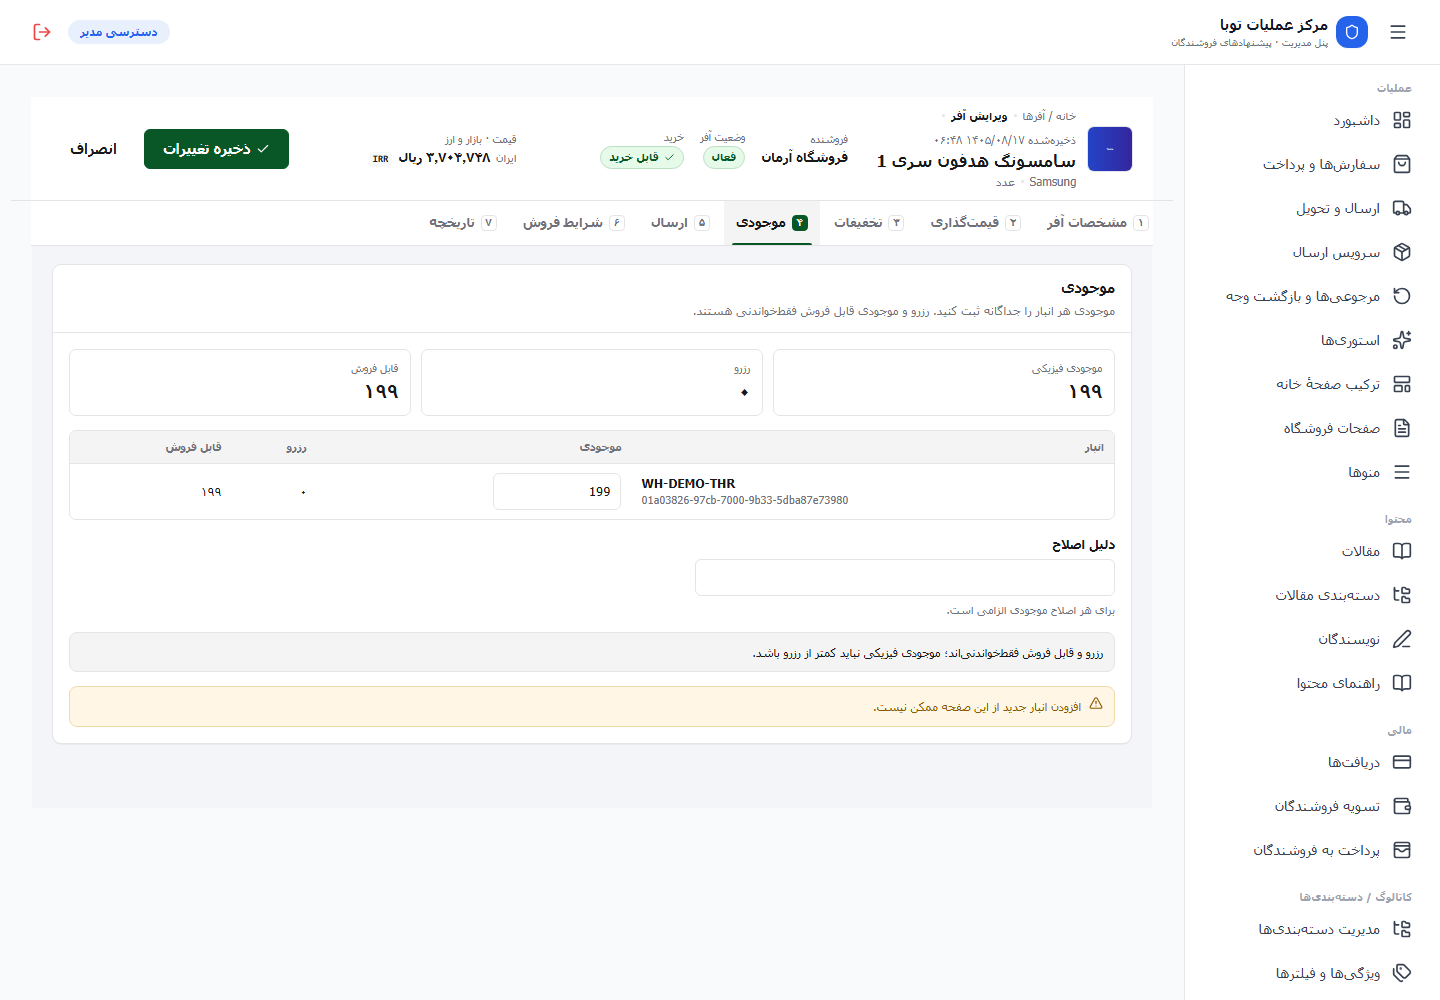 مرکز عملیات توبا
پنل مدیریت · پیشنهادهای فروشندگان
دسترسی مدیر
عملیات
داشبورد
سفارش‌ها و پرداخت
ارسال و تحویل
سرویس ارسال
مرجوعی‌ها و بازگشت وجه
استوری‌ها
ترکیب صفحهٔ خانه
صفحات فروشگاه
منوها
محتوا
مقالات
دسته‌بندی مقالات
نویسندگان
راهنمای محتوا
مالی
دریافت‌ها
تسویه فروشندگان
پرداخت به فروشندگان
کاتالوگ / دسته‌بندی‌ها
مدیریت دسته‌بندی‌ها
ویژگی‌ها و فیلترها
خانه / آفرها · ویرایش آفر ·
ذخیره‌شده ۱۴۰۵/۰۸/۱۷ ۰۶:۴۸
سامسونگ هدفون سری 1
Samsung · عدد
فروشنده
فروشگاه آرمان
وضعیت آفر
فعال
خرید
قابل خرید
قیمت · بازار و ارز
ایران ۳,۷۰۴,۷۴۸ ریال IRR
ذخیره تغییرات
انصراف
۱ مشخصات آفر
۲ قیمت‌گذاری
۳ تخفیفات
۴ موجودی
۵ ارسال
۶ شرایط فروش
۷ تاریخچه
موجودی
موجودی هر انبار را جداگانه ثبت کنید. رزرو و موجودی قابل فروش فقط‌خواندنی هستند.
موجودی فیزیکی
۱۹۹
رزرو
۰
قابل فروش
۱۹۹
انبار موجودی رزرو قابل فروش
WH-DEMO-THR 199 ۰ ۱۹۹
01a03826-97cb-7000-9b33-5dba87e73980
دلیل اصلاح
برای هر اصلاح موجودی الزامی است.
رزرو و قابل فروش فقط‌خواندنی‌اند؛ موجودی فیزیکی نباید کمتر از رزرو باشد.
افزودن انبار جدید از این صفحه ممکن نیست.